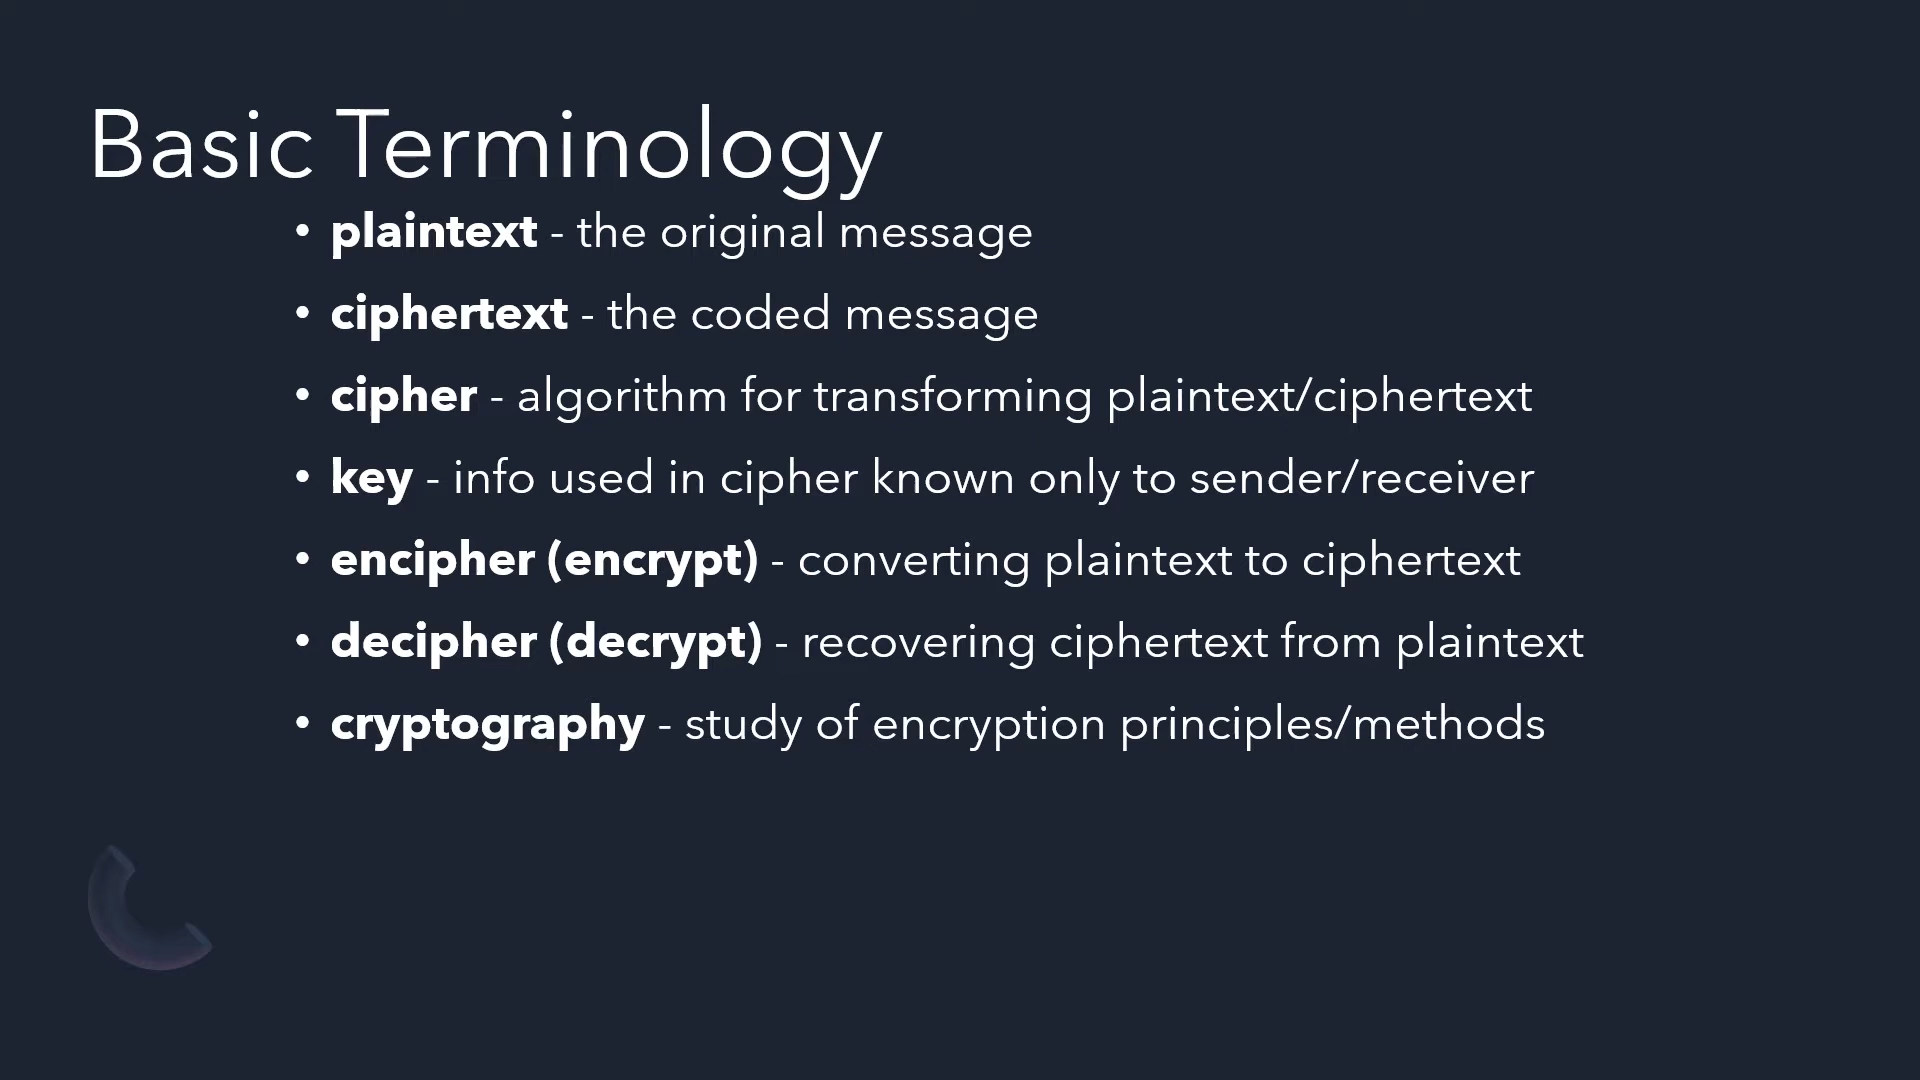 Basic Terminology
• plaintext - the original message
• ciphertext - the coded message
• cipher - algorithm for transforming plaintext/ciphertext
• key - info used in cipher known only to sender/receiver
• encipher (encrypt) - converting plaintext to ciphertext
• decipher (decrypt) - recovering ciphertext from plaintext
• cryptography - study of encryption principles/methods